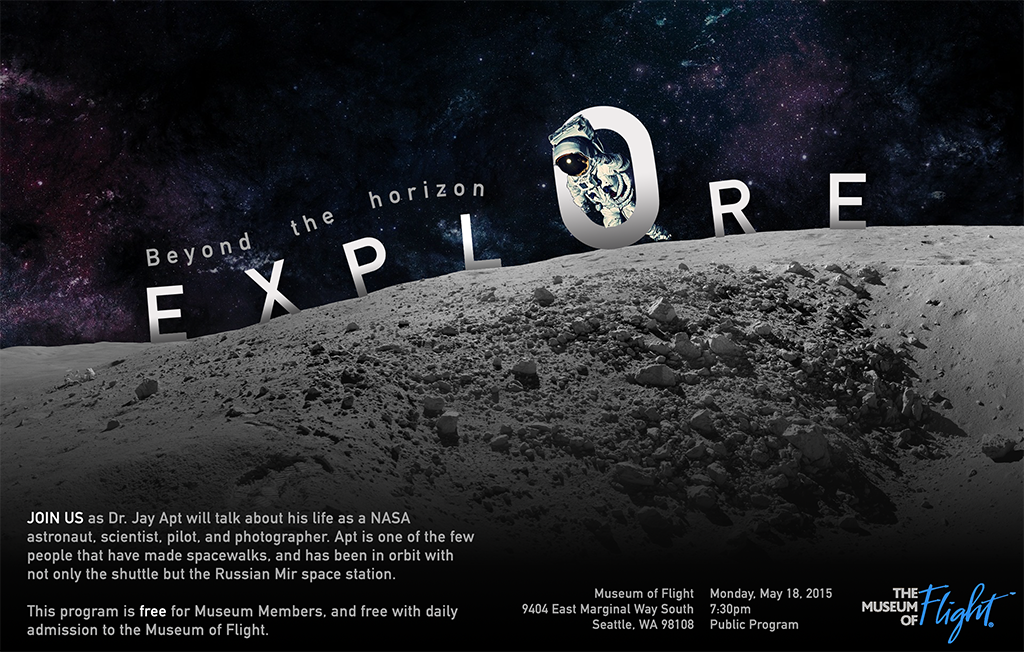 Beyond the horizon
EXPLORE
JOIN US as Dr. Jay Apt will talk about his life as a NASA
astronaut, scientist, pilot, and photographer. Apt is one of the few
people that have made spacewalks, and has been in orbit with
not only the shuttle but the Russian Mir space station.
This program is free for Museum Members, and free with daily
admission to the Museum of Flight.
Museum of Flight
9404 East Marginal Way South
Seattle, WA 98108
Monday, May 18, 2015
7:30pm
Public Program
THE
MUSEUM
OF
Flight